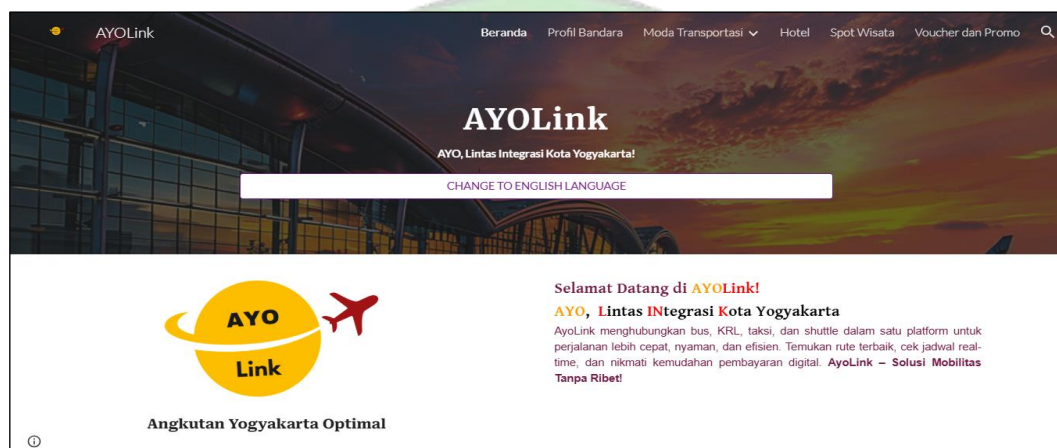 AYOLink
Beranda Profil Bandara Moda Transportasi Hotel Spot Wisata Voucher dan Promo
AYOLink
AYO, Lintas Integrasi Kota Yogyakarta!
CHANGE TO ENGLISH LANGUAGE
AYO
Link
Angkutan Yogyakarta Optimal
Selamat Datang di AYOLink!
AYO, Lintas INtegrasi Kota Yogyakarta
AyoLink menghubungkan bus, KRL, taksi, dan shuttle dalam satu platform untuk
perjalanan lebih cepat, nyaman, dan efisien. Temukan rute terbaik, cek jadwal real-
time, dan nikmati kemudahan pembayaran digital. AyoLink – Solusi Mobilitas
Tanpa Ribet!